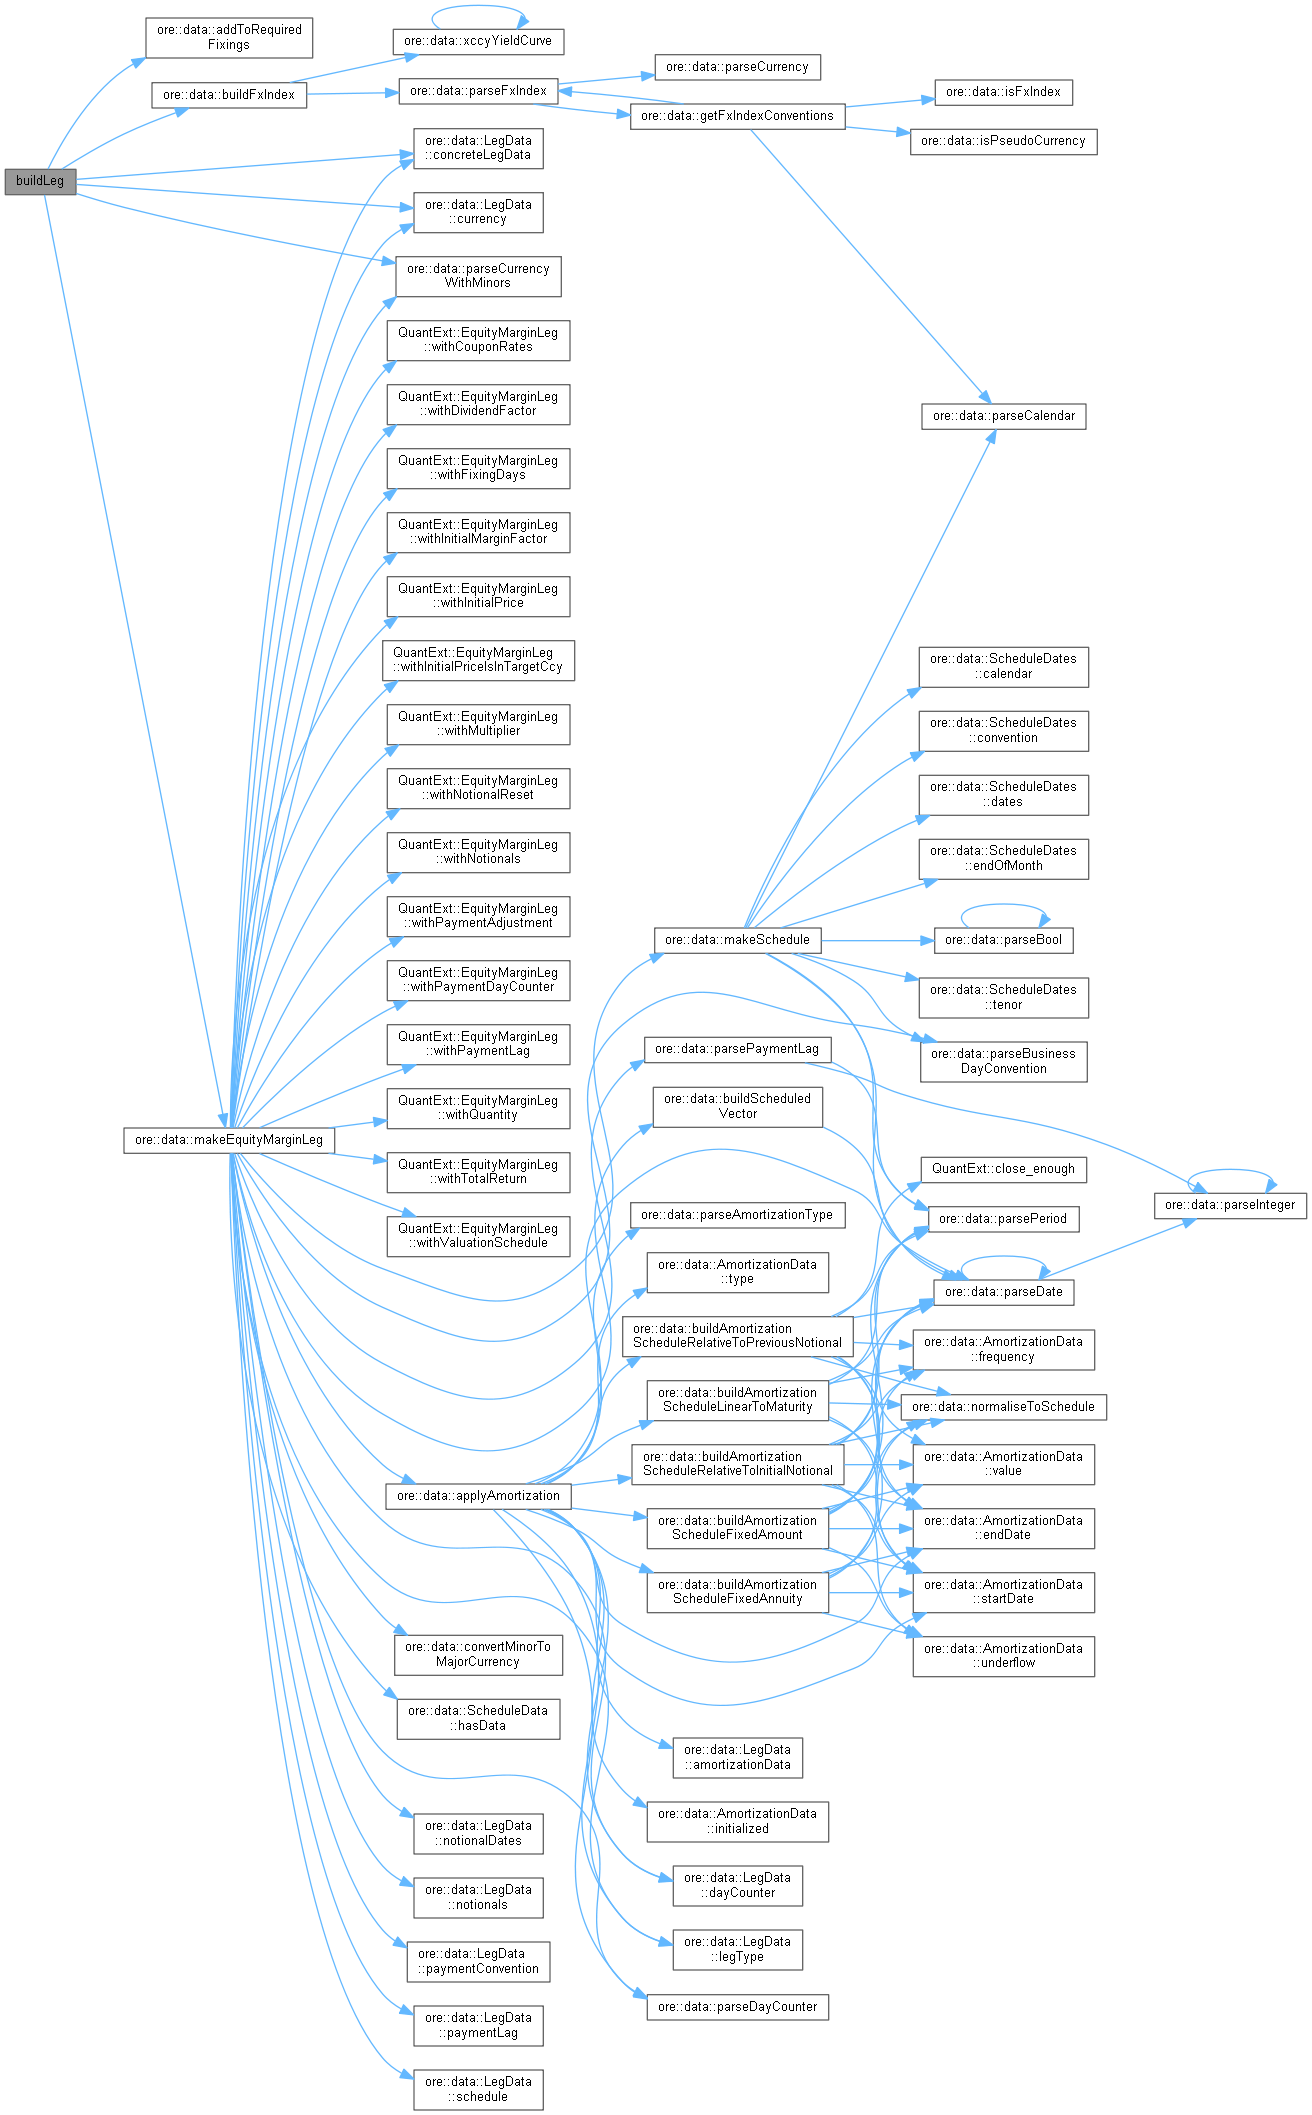 buildLeg
ore::data::addToRequired
Fixings
ore::data::buildFxIndex
ore::data::makeEquityMarginLeg
ore::data::xccyYieldCurve
ore::data::parseFxIndex
ore::data::LegData
::concreteLegData
ore::data::LegData
::currency
ore::data::parseCurrency
WithMinors
QuantExt::EquityMarginLeg
::withCouponRates
QuantExt::EquityMarginLeg
::withDividendFactor
QuantExt::EquityMarginLeg
::withFixingDays
QuantExt::EquityMarginLeg
::withInitialMarginFactor
QuantExt::EquityMarginLeg
::withInitialPrice
QuantExt::EquityMarginLeg
::withInitialPriceIsInTargetCcy
QuantExt::EquityMarginLeg
::withMultiplier
QuantExt::EquityMarginLeg
::withNotionalReset
QuantExt::EquityMarginLeg
::withNotionals
QuantExt::EquityMarginLeg
::withPaymentAdjustment
QuantExt::EquityMarginLeg
::withPaymentDayCounter
QuantExt::EquityMarginLeg
::withPaymentLag
QuantExt::EquityMarginLeg
::withQuantity
QuantExt::EquityMarginLeg
::withTotalReturn
QuantExt::EquityMarginLeg
::withValuationSchedule
ore::data::applyAmortization
ore::data::convertMinorTo
MajorCurrency
ore::data::ScheduleData
::hasData
ore::data::LegData
::notionalDates
ore::data::LegData
::notionals
ore::data::LegData
::paymentConvention
ore::data::LegData
::paymentLag
ore::data::LegData
::schedule
ore::data::parseCurrency
ore::data::getFxIndexConventions
ore::data::makeSchedule
ore::data::parsePaymentLag
ore::data::buildScheduled
Vector
ore::data::parseAmortizationType
ore::data::AmortizationData
::type
ore::data::buildAmortization
ScheduleRelativeToPreviousNotional
ore::data::buildAmortization
ScheduleLinearToMaturity
ore::data::buildAmortization
ScheduleRelativeToInitialNotional
ore::data::buildAmortization
ScheduleFixedAmount
ore::data::buildAmortization
ScheduleFixedAnnuity
ore::data::LegData
::amortizationData
ore::data::AmortizationData
::initialized
ore::data::LegData
::dayCounter
ore::data::LegData
::legType
ore::data::parseDayCounter
ore::data::isFxIndex
ore::data::isPseudoCurrency
ore::data::parseCalendar
ore::data::ScheduleDates
::calendar
ore::data::ScheduleDates
::convention
ore::data::ScheduleDates
::dates
ore::data::ScheduleDates
::endOfMonth
ore::data::parseBool
ore::data::ScheduleDates
::tenor
ore::data::parseBusiness
DayConvention
QuantExt::close_enough
ore::data::parsePeriod
ore::data::parseDate
ore::data::AmortizationData
::frequency
ore::data::normaliseToSchedule
ore::data::AmortizationData
::value
ore::data::AmortizationData
::endDate
ore::data::AmortizationData
::startDate
ore::data::AmortizationData
::underflow
ore::data::parseInteger